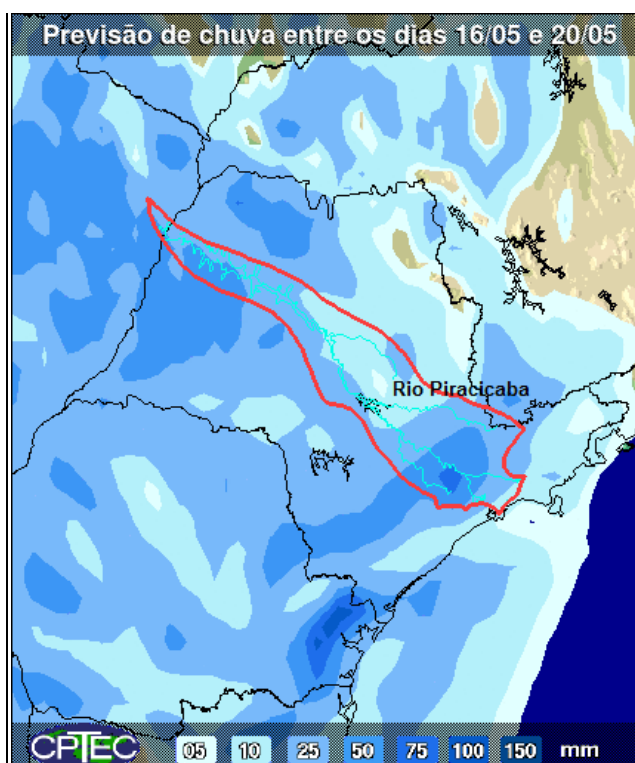 Previsão de chuva entre os dias 16/05 e 20/05
Rio Piracicaba
CPTEC 05 10 25 50 75 100 150 mm